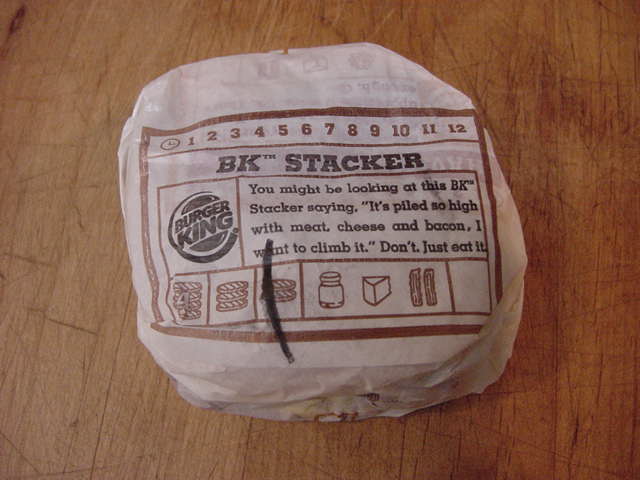 1 2 3 4 5 6 7 8 9 10 11 12
BK™ STACKER
BURGER
KING
You might be looking at this BK™
Stacker saying, "It's piled so high
with meat, cheese and bacon, I
want to climb it." Don't. Just eat it.
4